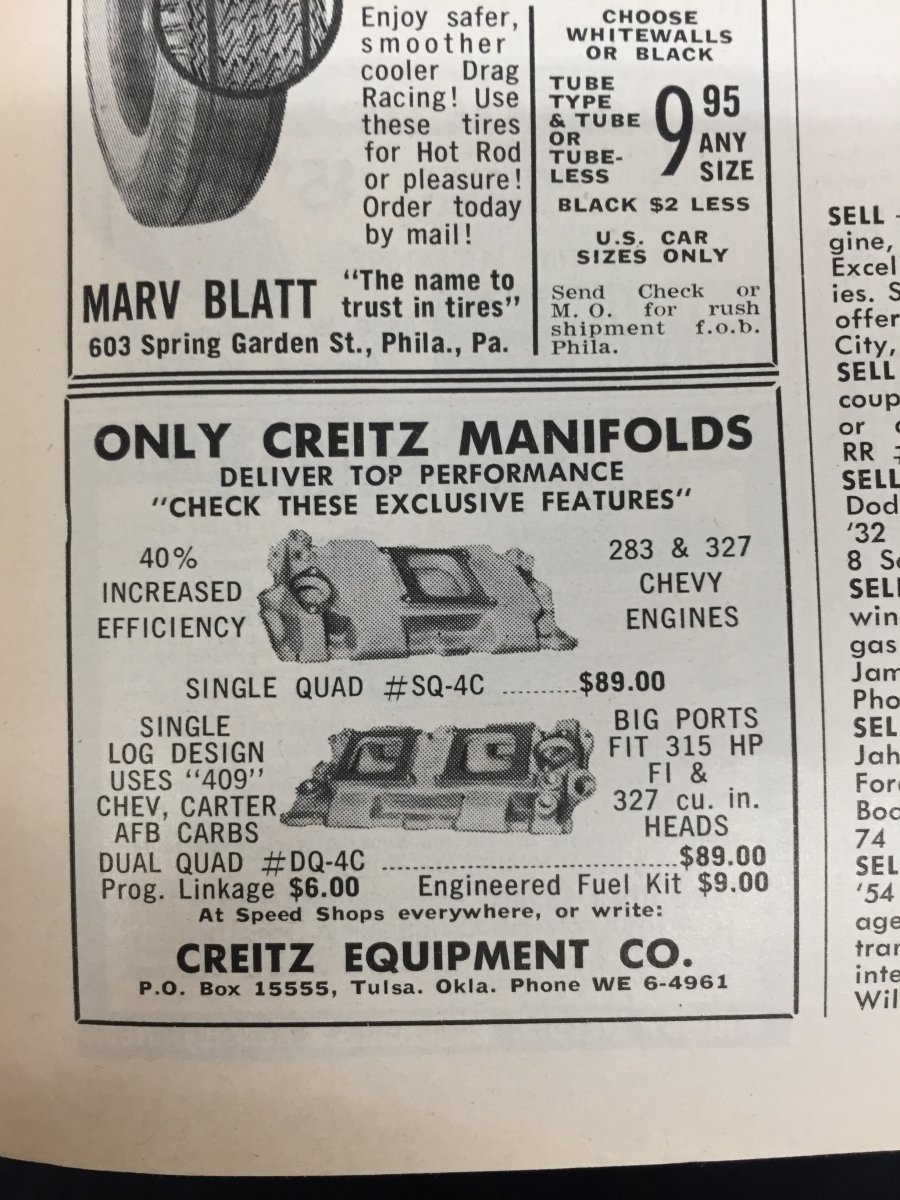 Enjoy safer,
smoother
cooler Drag
Racing! Use
these tires
for Hot Rod
or pleasure!
Order today
by mail!
MARV BLATT
"The name to
trust in tires"
603 Spring Garden St., Phila., Pa.
CHOOSE
WHITEWALLS
OR BLACK
TUBE
TYPE
& TUBE
OR
TUBE-
LESS
9 95
ANY
SIZE
BLACK $2 LESS
U.S. CAR
SIZES ONLY
Send Check or
M. O. for rush
shipment f.o.b.
Phila.
ONLY CREITZ MANIFOLDS
DELIVER TOP PERFORMANCE
"CHECK THESE EXCLUSIVE FEATURES"
40%
INCREASED
EFFICIENCY
283 & 327
CHEVY
ENGINES
SINGLE QUAD #SQ-4C .........$89.00
SINGLE
LOG DESIGN
USES "409"
CHEV, CARTER
AFB CARBS
BIG PORTS
FIT 315 HP
FI &
327 cu. in.
HEADS
DUAL QUAD #DQ-4C ...................................$89.00
Prog. Linkage $6.00 Engineered Fuel Kit $9.00
At Speed Shops everywhere, or write:
CREITZ EQUIPMENT CO.
P.O. Box 15555, Tulsa. Okla. Phone WE 6-4961
SELL -
gine,
Excel
ies. S
offer
City,
SELL
coup
or
RR #
SELL
Dod
'32
8 Sc
SELL
win
gas
Jam
Pho
SEL
Jah
Ford
Boo
74
SEL
'54
age
tran
inte
Wil